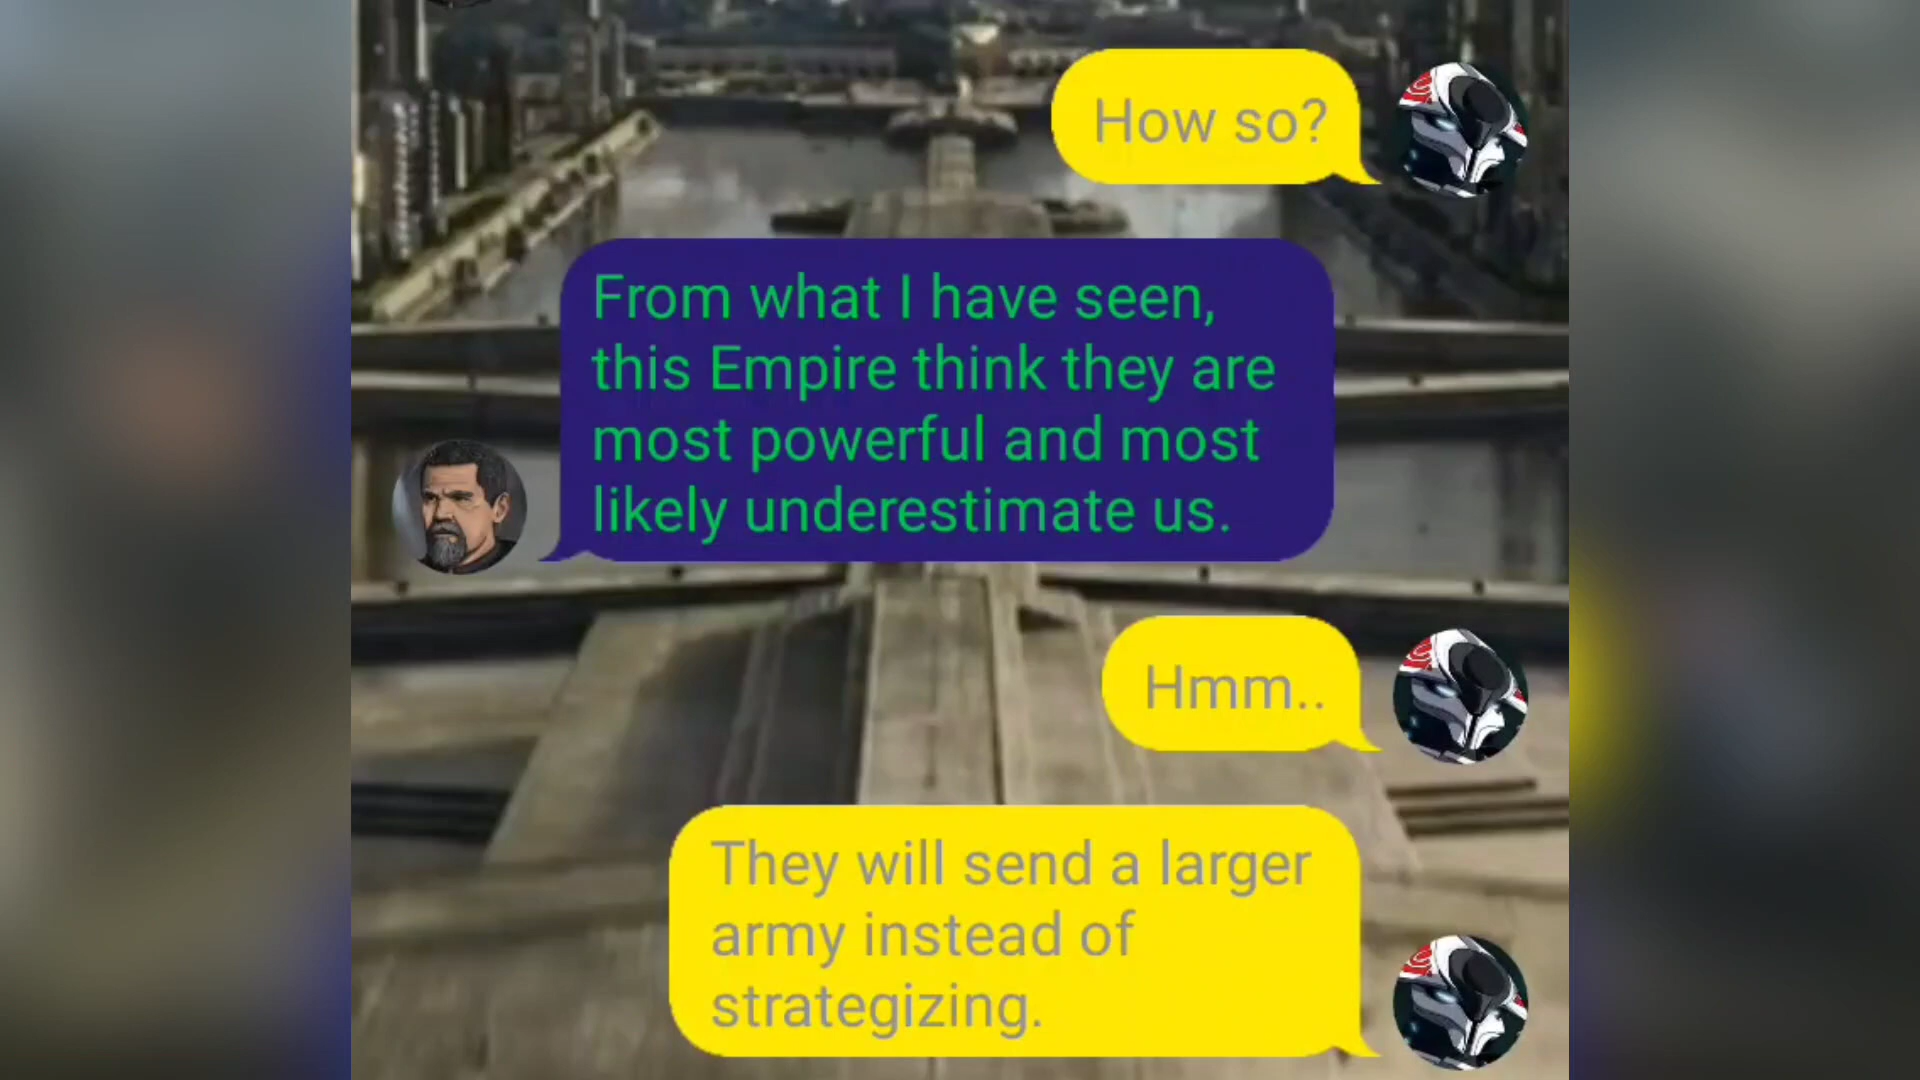 How so?
From what I have seen,
this Empire think they are
most powerful and most
likely underestimate us.
Hmm..
They will send a larger
army instead of
strategizing.